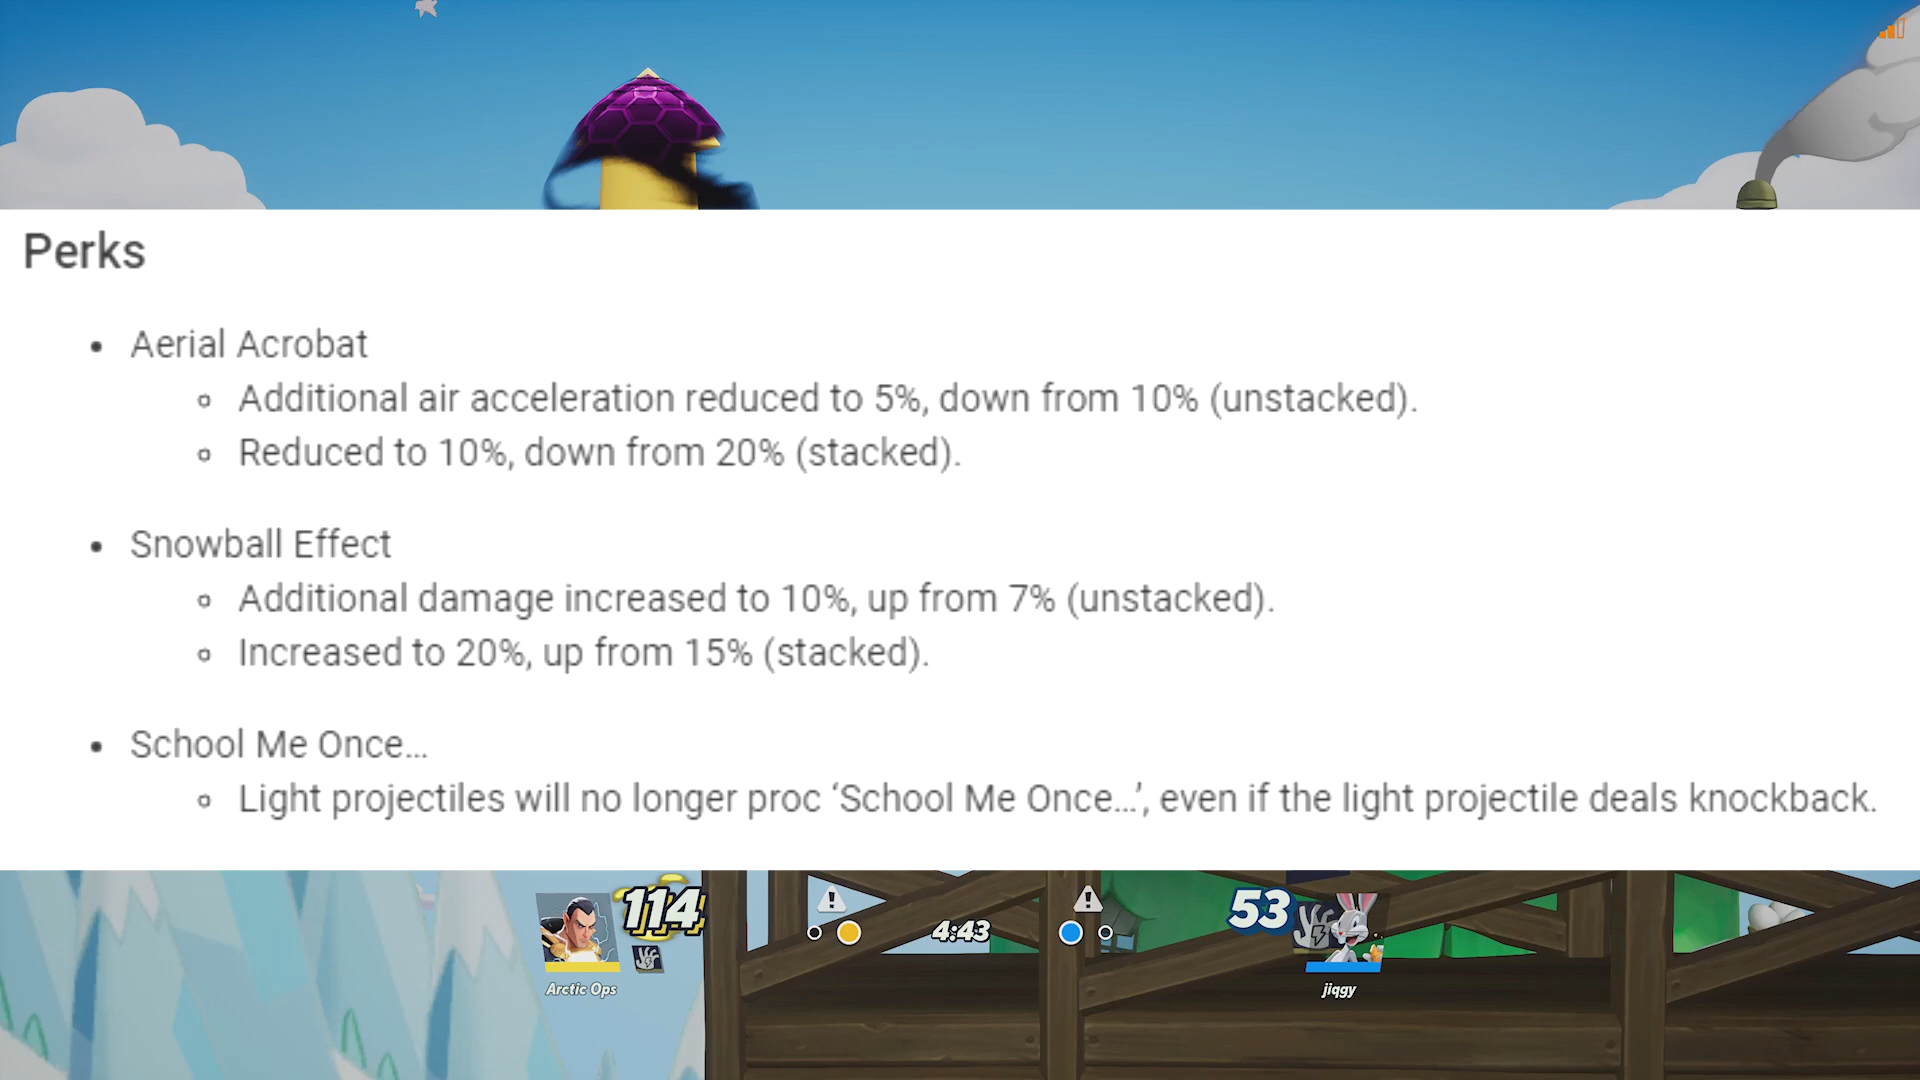 Perks
• Aerial Acrobat
◦ Additional air acceleration reduced to 5%, down from 10% (unstacked).
◦ Reduced to 10%, down from 20% (stacked).
• Snowball Effect
◦ Additional damage increased to 10%, up from 7% (unstacked).
◦ Increased to 20%, up from 15% (stacked).
• School Me Once...
◦ Light projectiles will no longer proc ‘School Me Once...’, even if the light projectile deals knockback.
114
! !
4:43
53
Arctic Ops
jiqgy